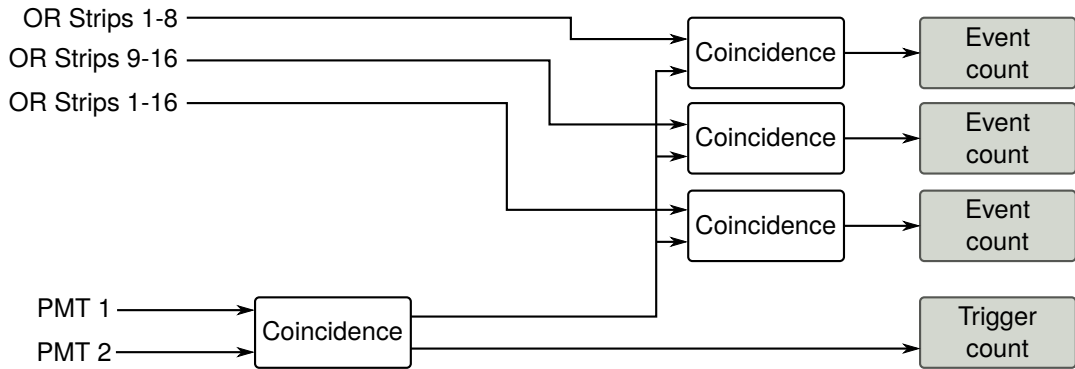 OR Strips 1-8
OR Strips 9-16
OR Strips 1-16
Coincidence
Event
count
Coincidence
Event
count
Coincidence
Event
count
PMT 1
PMT 2
Coincidence
Trigger
count